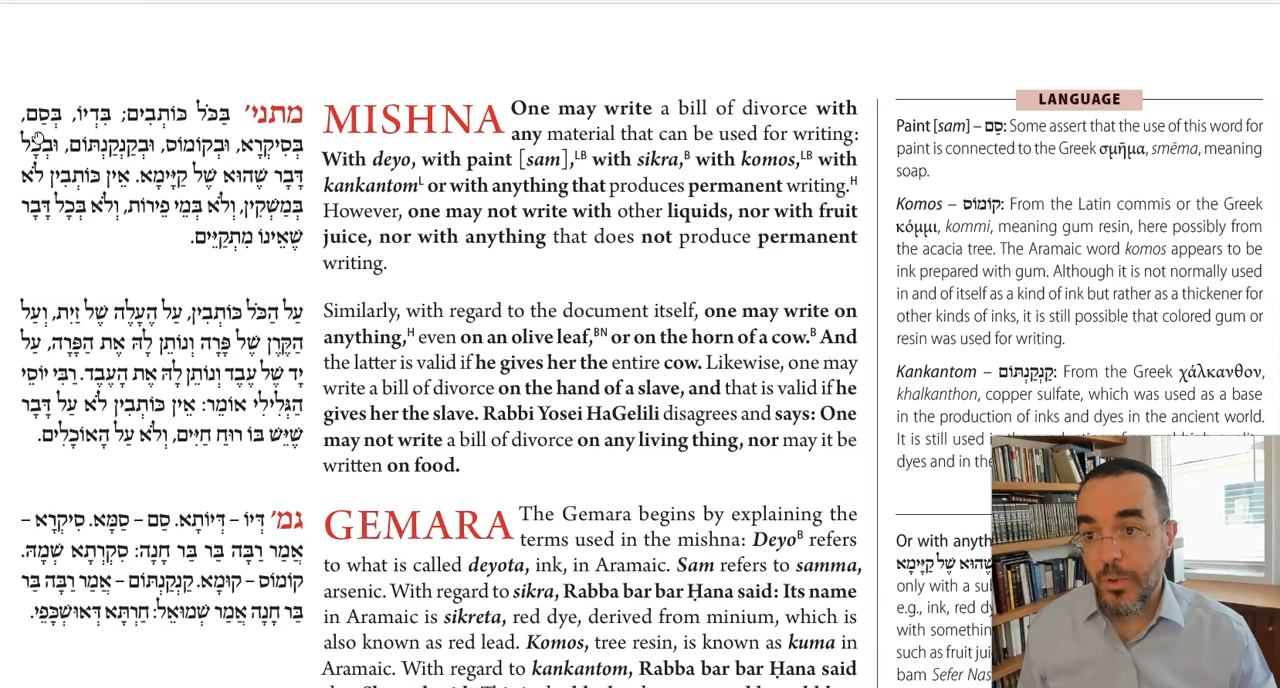 מתני׳ בַּכֹּל כּוֹתְבִים; בִּדְיוֹ, בְּסַם,
בְּסִיקְרָא, וּבְקוֹמוֹס, וּבְקַנְקַנְתּוֹם, וּבְכׇל
דָּבָר שֶׁהוּא שֶׁל קַיָּימָא. אֵין כּוֹתְבִין לֹא
בְּמַשְׁקִין, וְלֹא בְּמֵי פֵירוֹת, וְלֹא בְּכׇל דָּבָר
שֶׁאֵינוֹ מִתְקַיֵּים.
עַל הַכֹּל כּוֹתְבִין, עַל הֶעָלֶה שֶׁל זַיִת, וְעַל
הַקֶּרֶן שֶׁל פָּרָה וְנוֹתֵן לָהּ אֶת הַפָּרָה, עַל
יָד שֶׁל עֶבֶד וְנוֹתֵן לָהּ אֶת הָעֶבֶד. רַבִּי יוֹסֵי
הַגְּלִילִי אוֹמֵר: אֵין כּוֹתְבִין לֹא עַל דָּבָר
שֶׁיֵּשׁ בּוֹ רוּחַ חַיִּים, וְלֹא עַל הָאוֹכָלִים.
גמ׳ דְּיוֹ – דְּיוֹתָא. סַם – סַמָּא. סִיקְרָא –
אֲמַר רַבָּה בַּר בַּר חָנָה: סִקְרְתָא שְׁמָהּ.
קוֹמוֹס – קוּמָא. קַנְקַנְתּוֹם – אֲמַר רַבָּה בַּר
בַּר חָנָה אֲמַר שְׁמוּאֵל: חַרְתָּא דְאוּשְׁכָּפֵי.
MISHNA One may write a bill of divorce with
any material that can be used for writing:
With deyo, with paint [sam],LB with sikra,B with komos,LB with
kankantomL or with anything that produces permanent writing.H
However, one may not write with other liquids, nor with fruit
juice, nor with anything that does not produce permanent
writing.
Similarly, with regard to the document itself, one may write on
anything,H even on an olive leaf,BN or on the horn of a cow.B And
the latter is valid if he gives her the entire cow. Likewise, one may
write a bill of divorce on the hand of a slave, and that is valid if he
gives her the slave. Rabbi Yosei HaGelili disagrees and says: One
may not write a bill of divorce on any living thing, nor may it be
written on food.
GEMARA The Gemara begins by explaining the
terms used in the mishna: DeyoB refers
to what is called deyota, ink, in Aramaic. Sam refers to samma,
arsenic. With regard to sikra, Rabba bar bar Ḥana said: Its name
in Aramaic is sikreta, red dye, derived from minium, which is
also known as red lead. Komos, tree resin, is known as kuma in
Aramaic. With regard to kankantom, Rabba bar bar Ḥana said
LANGUAGE
Paint [sam] – סַם: Some assert that the use of this word for
paint is connected to the Greek σμῆμα, smēma, meaning
soap.
Komos – קוֹמוֹס: From the Latin commis or the Greek
κόμμι, kommi, meaning gum resin, here possibly from
the acacia tree. The Aramaic word komos appears to be
ink prepared with gum. Although it is not normally used
in and of itself as a kind of ink but rather as a thickener for
other kinds of inks, it is still possible that colored gum or
resin was used for writing.
Kankantom – קַנְקַנְתּוֹם: From the Greek χάλκανθον,
khalkanthon, copper sulfate, which was used as a base
in the production of inks and dyes in the ancient world.
It is still used
dyes and in the
Or with anyth
שֶׁהוּא שֶׁל קַיָּימָא
only with a su
e.g., ink, red dy
with somethin
such as fruit jui
bam Sefer Nas